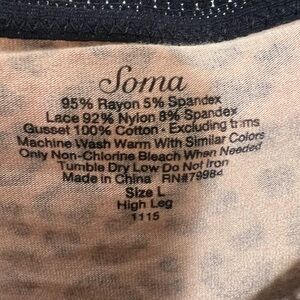 Soma
95% Rayon 5% Spandex
Lace 92% Nylon 8% Spandex
Gusset 100% Cotton - Excluding trims
Machine Wash Warm With Similar Colors
Only Non-Chlorine Bleach When Needed
Tumble Dry Low Do Not Iron
Made in China RN#79984
Size L
High Leg
1115